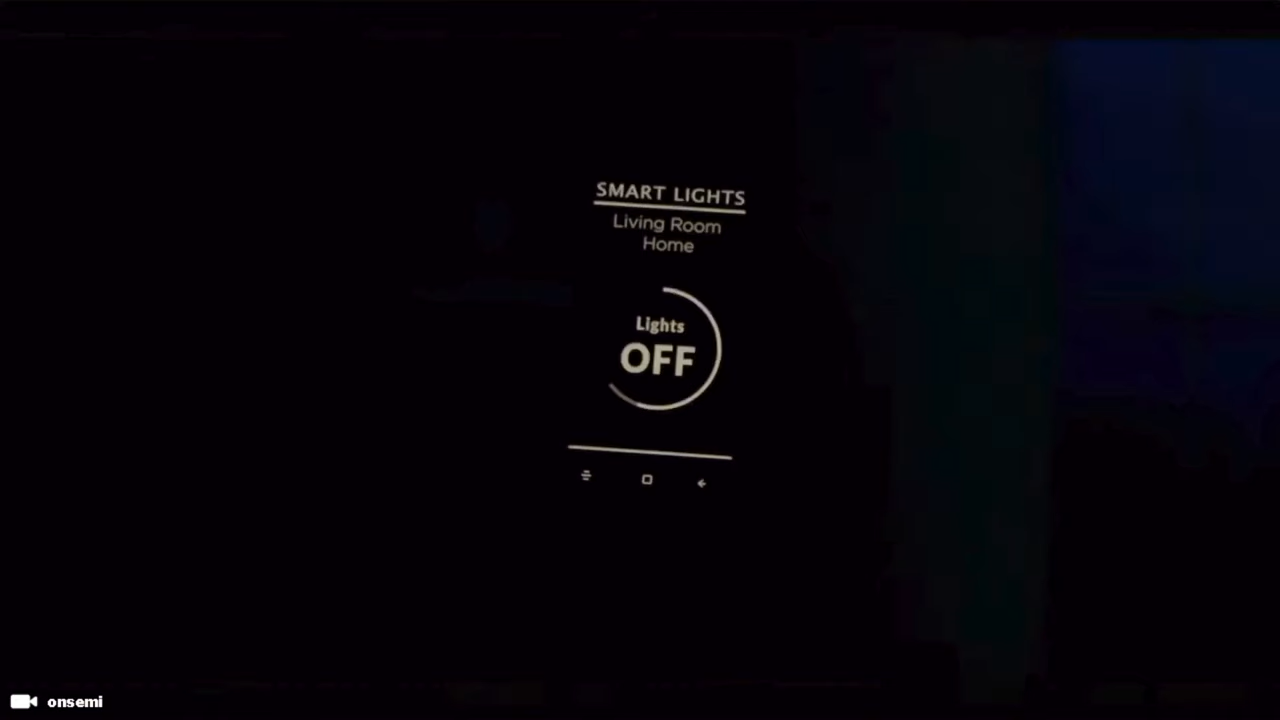 SMART LIGHTS
Living Room
Home
Lights
OFF
onsemi